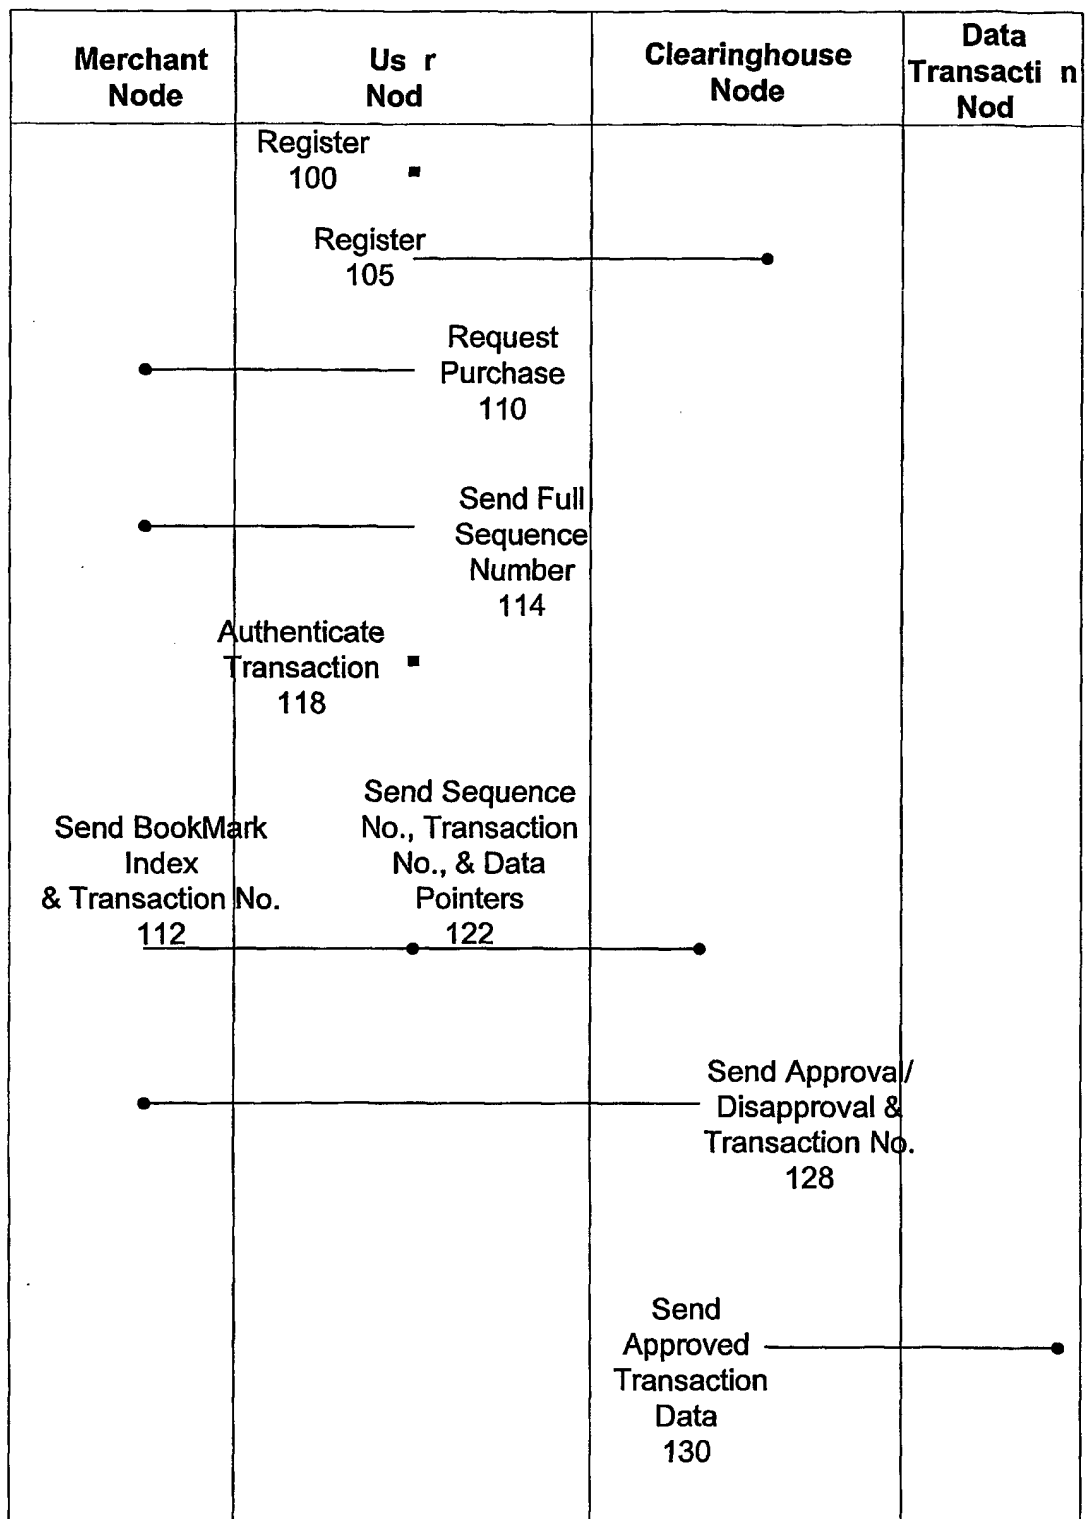 Merchant
Node
Us r
Nod
Clearinghouse
Node
Data
Transacti n
Nod
Register
100
Register
105
Request
Purchase
110
Send Full
Sequence
Number
114
Authenticate
Transaction
118
Send BookMark
Index
& Transaction No.
112
Send Sequence
No., Transaction
No., & Data
Pointers
122
Send Approval/
Disapproval &
Transaction No.
128
Send
Approved
Transaction
Data
130